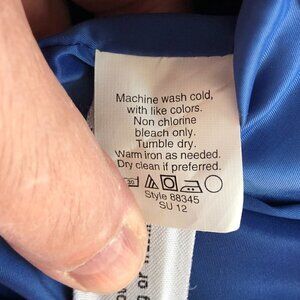 Machine wash cold,
with like colors.
Non chlorine
bleach only.
Tumble dry.
Warm iron as needed.
Dry clean if preferred.
30
Style 88345
SU 12